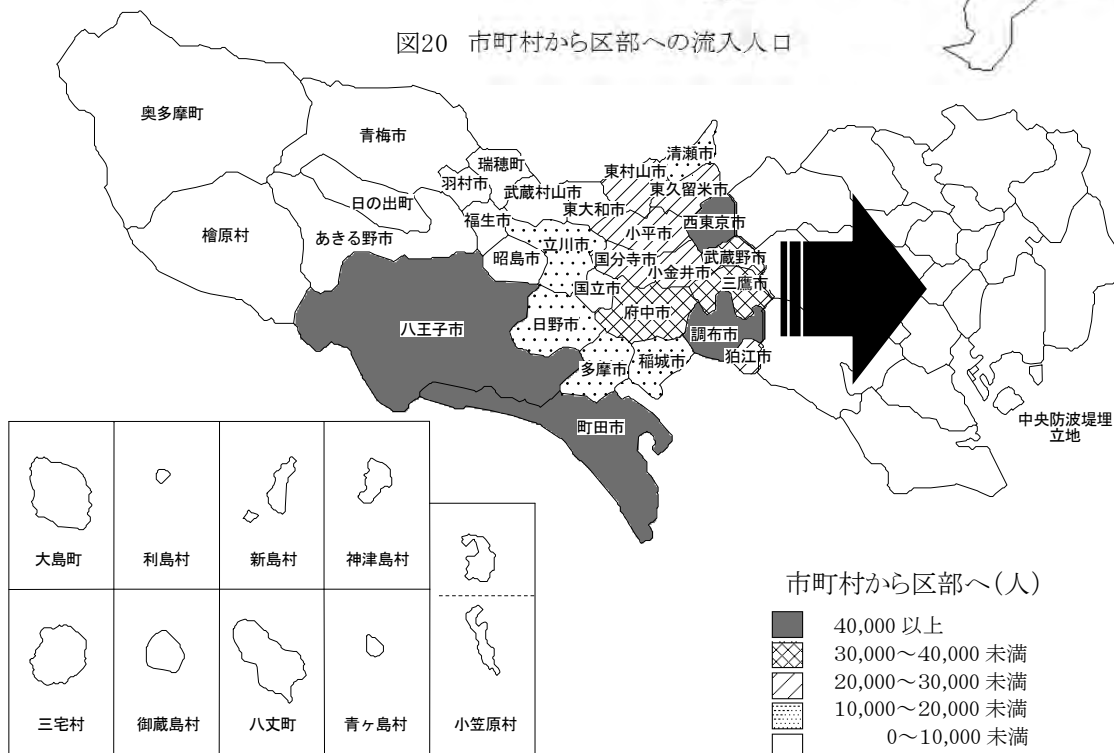 図20 市町村から区部への流入人口
奥多摩町
青梅市
瑞穂町
羽村市
日の出町
檜原村
あきる野市
福生市
武蔵村山市
東大和市
東村山市
清瀬市
東久留米市
西東京市
小平市
立川市
昭島市
国分寺市
小金井市
武蔵野市
三鷹市
国立市
府中市
調布市
狛江市
八王子市
日野市
多摩市
稲城市
町田市
中央防波堤埋
立地
大島町
利島村
新島村
神津島村
三宅村
御蔵島村
八丈町
青ヶ島村
小笠原村
市町村から区部へ(人)
40,000 以上
30,000～40,000 未満
20,000～30,000 未満
10,000～20,000 未満
0～10,000 未満